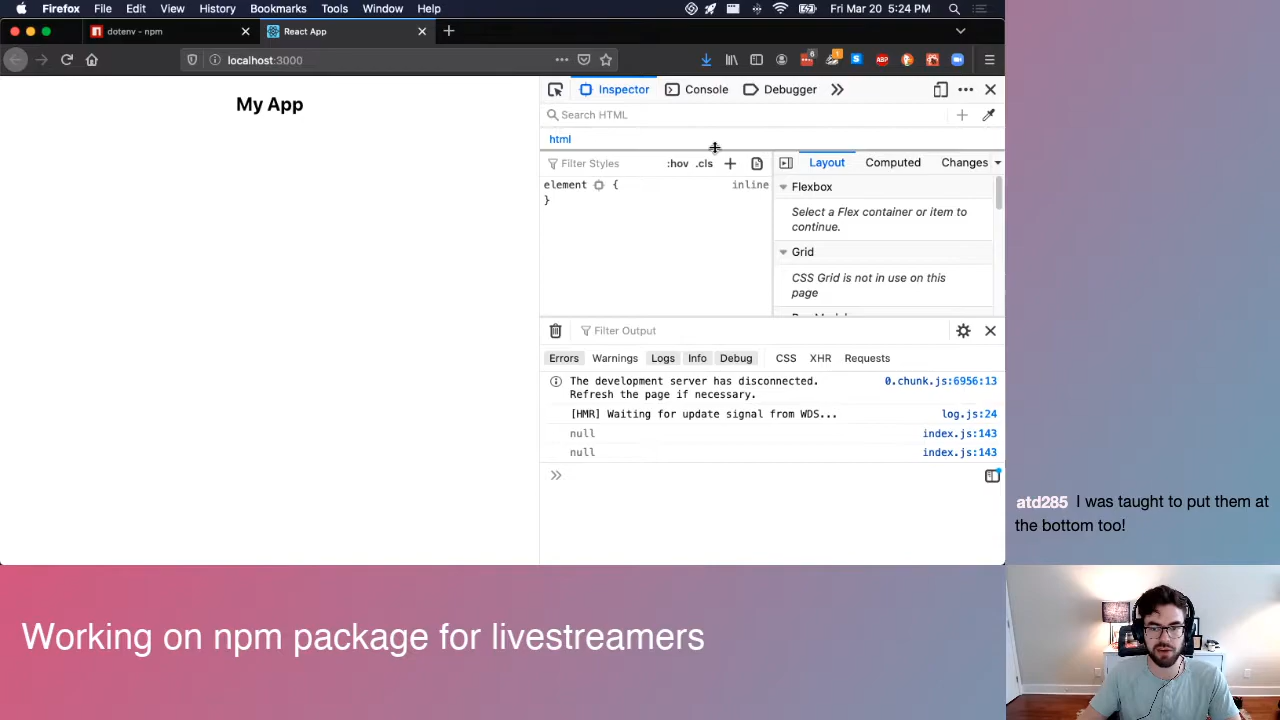 Firefox File Edit View History Bookmarks Tools Window Help Fri Mar 20 5:24 PM
dotenv - npm React App
localhost:3000 6 1 ABP
My App
Inspector Console Debugger
Search HTML
html
Filter Styles :hov .cls Layout Computed Changes
element { inline
}
Flexbox
Select a Flex container or item to
continue.
Grid
CSS Grid is not in use on this
page
Filter Output
Errors Warnings Logs Info Debug CSS XHR Requests
The development server has disconnected. 0.chunk.js:6956:13
Refresh the page if necessary.
[HMR] Waiting for update signal from WDS... log.js:24
null index.js:143
null index.js:143
atd285 I was taught to put them at
the bottom too!
Working on npm package for livestreamers